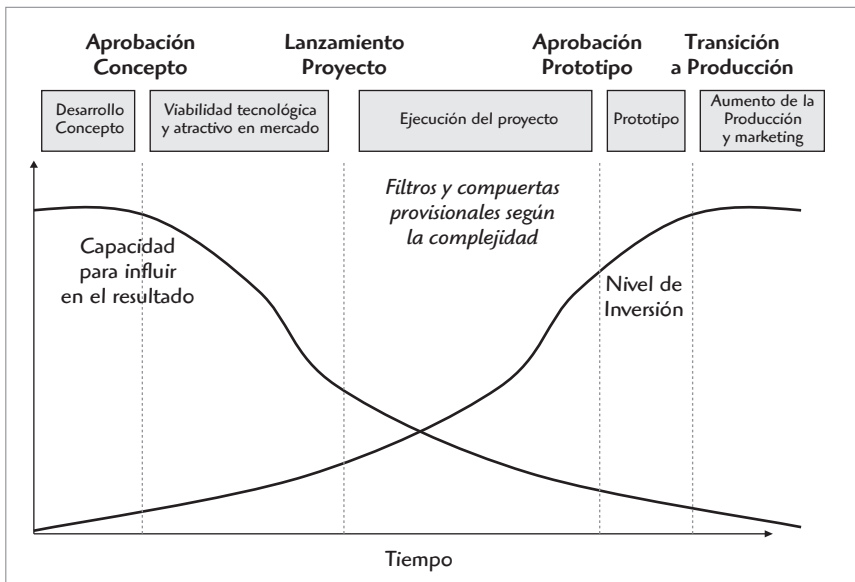 Aprobación
Concepto
Lanzamiento
Proyecto
Aprobación
Prototipo
Transición
a Producción
Desarrollo
Concepto
Viabilidad tecnológica
y atractivo en mercado
Ejecución del proyecto
Prototipo
Aumento de la
Producción
y marketing
Filtros y compuertas
provisionales según
la complejidad
Capacidad
para influir
en el resultado
Nivel de
Inversión
Tiempo